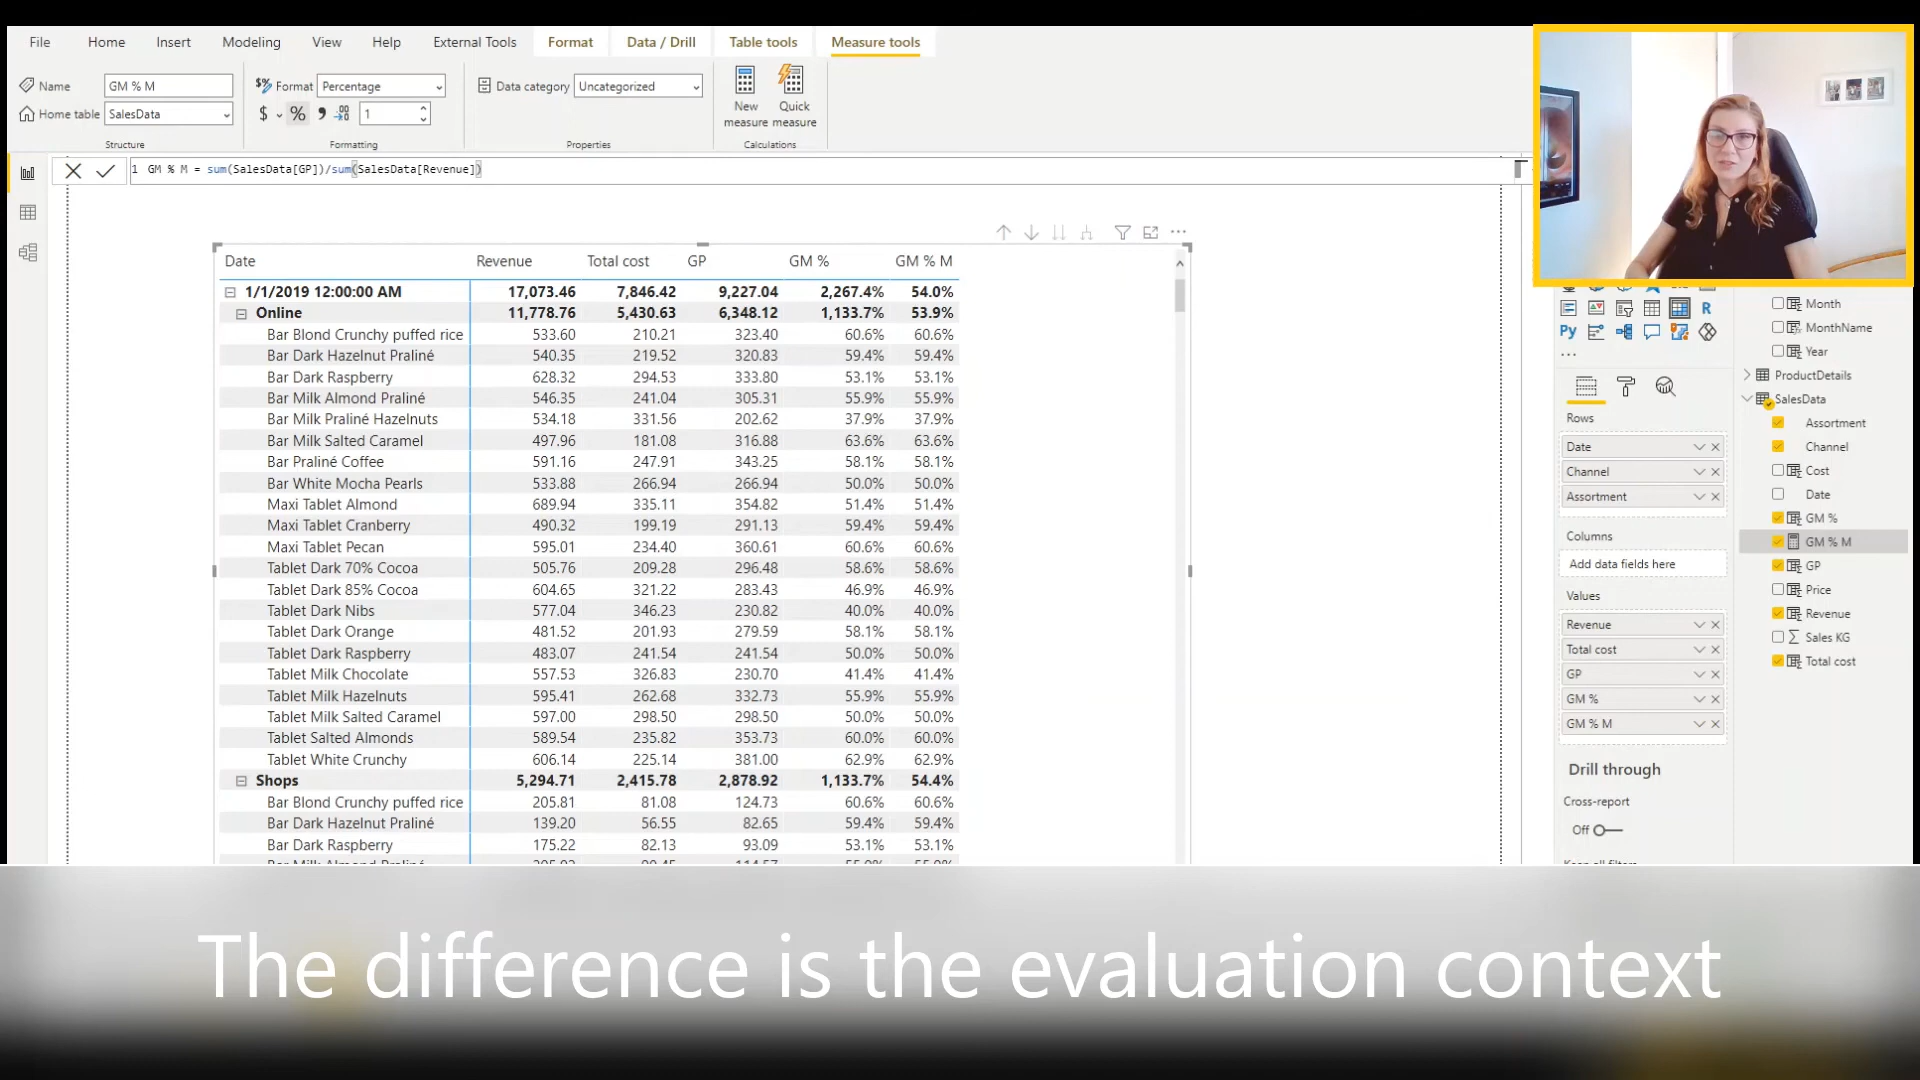 File Home Insert Modeling View Help External Tools Format Data / Drill Table tools Measure tools
Name GM % M
Format Percentage
Data category Uncategorized
New measure
Quick measure
Home table SalesData
$ % 1
Structure Formatting Properties Calculations
1 GM % M = sum(SalesData[GP])/sum(SalesData[Revenue])
Date Revenue Total cost GP GM % GM % M
1/1/2019 12:00:00 AM 17,073.46 7,846.42 9,227.04 2,267.4% 54.0%
Online 11,778.76 5,430.63 6,348.12 1,133.7% 53.9%
Bar Blond Crunchy puffed rice 533.60 210.21 323.40 60.6% 60.6%
Bar Dark Hazelnut Praliné 540.35 219.52 320.83 59.4% 59.4%
Bar Dark Raspberry 628.32 294.53 333.80 53.1% 53.1%
Bar Milk Almond Praliné 546.35 241.04 305.31 55.9% 55.9%
Bar Milk Praliné Hazelnuts 534.18 331.56 202.62 37.9% 37.9%
Bar Milk Salted Caramel 497.96 181.08 316.88 63.6% 63.6%
Bar Praliné Coffee 591.16 247.91 343.25 58.1% 58.1%
Bar White Mocha Pearls 533.88 266.94 266.94 50.0% 50.0%
Maxi Tablet Almond 689.94 335.11 354.82 51.4% 51.4%
Maxi Tablet Cranberry 490.32 199.19 291.13 59.4% 59.4%
Maxi Tablet Pecan 595.01 234.40 360.61 60.6% 60.6%
Tablet Dark 70% Cocoa 505.76 209.28 296.48 58.6% 58.6%
Tablet Dark 85% Cocoa 604.65 321.22 283.43 46.9% 46.9%
Tablet Dark Nibs 577.04 346.23 230.82 40.0% 40.0%
Tablet Dark Orange 481.52 201.93 279.59 58.1% 58.1%
Tablet Dark Raspberry 483.07 241.54 241.54 50.0% 50.0%
Tablet Milk Chocolate 557.53 326.83 230.70 41.4% 41.4%
Tablet Milk Hazelnuts 595.41 262.68 332.73 55.9% 55.9%
Tablet Milk Salted Caramel 597.00 298.50 298.50 50.0% 50.0%
Tablet Salted Almonds 589.54 235.82 353.73 60.0% 60.0%
Tablet White Crunchy 606.14 225.14 381.00 62.9% 62.9%
Shops 5,294.71 2,415.78 2,878.92 1,133.7% 54.4%
Bar Blond Crunchy puffed rice 205.81 81.08 124.73 60.6% 60.6%
Bar Dark Hazelnut Praliné 139.20 56.55 82.65 59.4% 59.4%
Bar Dark Raspberry 175.22 82.13 93.09 53.1% 53.1%
R
Py
Rows
Date
Channel
Assortment
Columns
Add data fields here
Values
Revenue
Total cost
GP
GM %
GM % M
Drill through
Cross-report
Off
Month
MonthName
Year
ProductDetails
SalesData
Assortment
Channel
Cost
Date
GM %
GM % M
GP
Price
Revenue
Sales KG
Total cost
The difference is the evaluation context